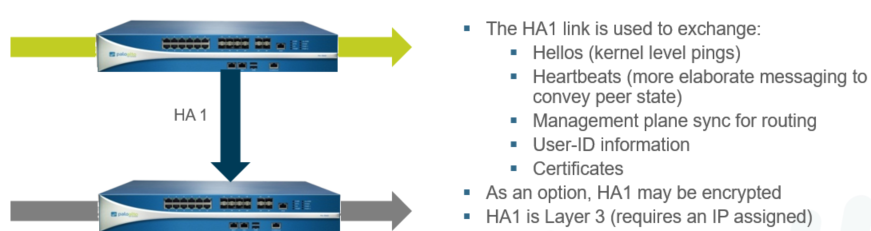 HA 1
The HA1 link is used to exchange:
Hellos (kernel level pings)
Heartbeats (more elaborate messaging to
convey peer state)
Management plane sync for routing
User-ID information
Certificates
As an option, HA1 may be encrypted
HA1 is Layer 3 (requires an IP assigned)